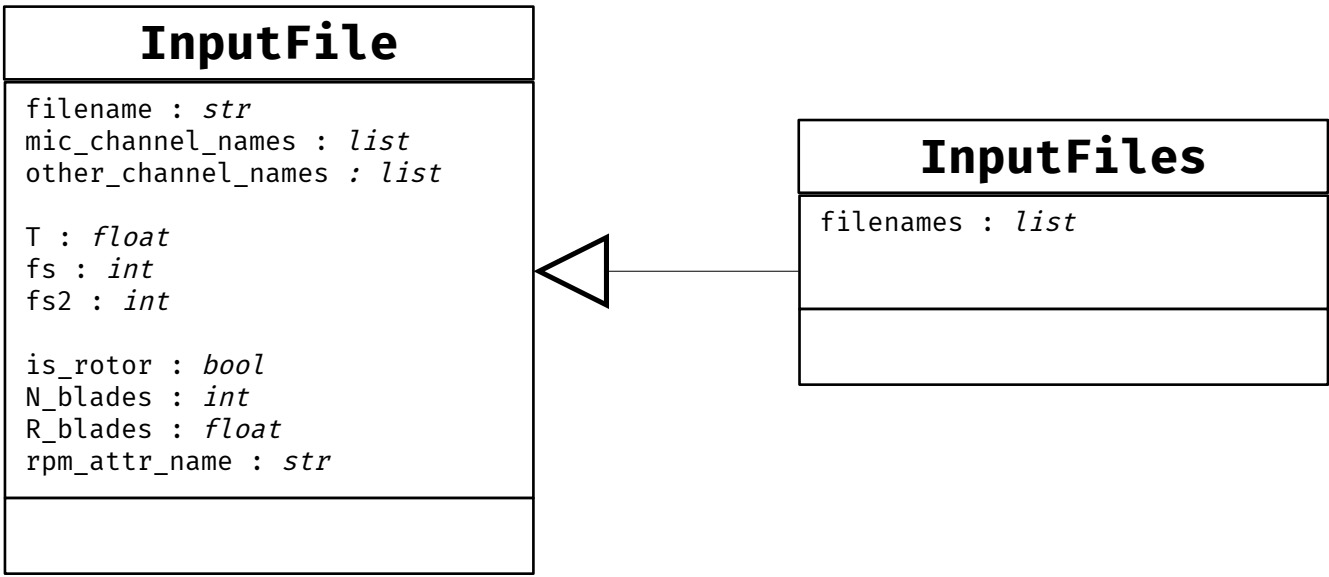 InputFile
filename : str
mic_channel_names : list
other_channel_names : list
T : float
fs : int
fs2 : int
is_rotor : bool
N_blades : int
R_blades : float
rpm_attr_name : str
InputFiles
filenames : list